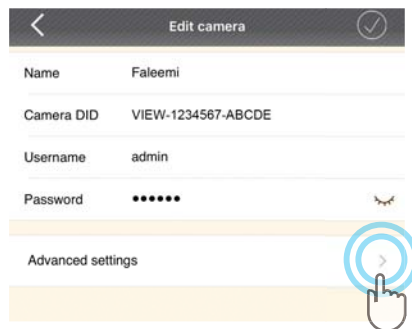 Edit camera
Name Faleemi
Camera DID VIEW-1234567-ABCDE
Username admin
Password ••••••
Advanced settings